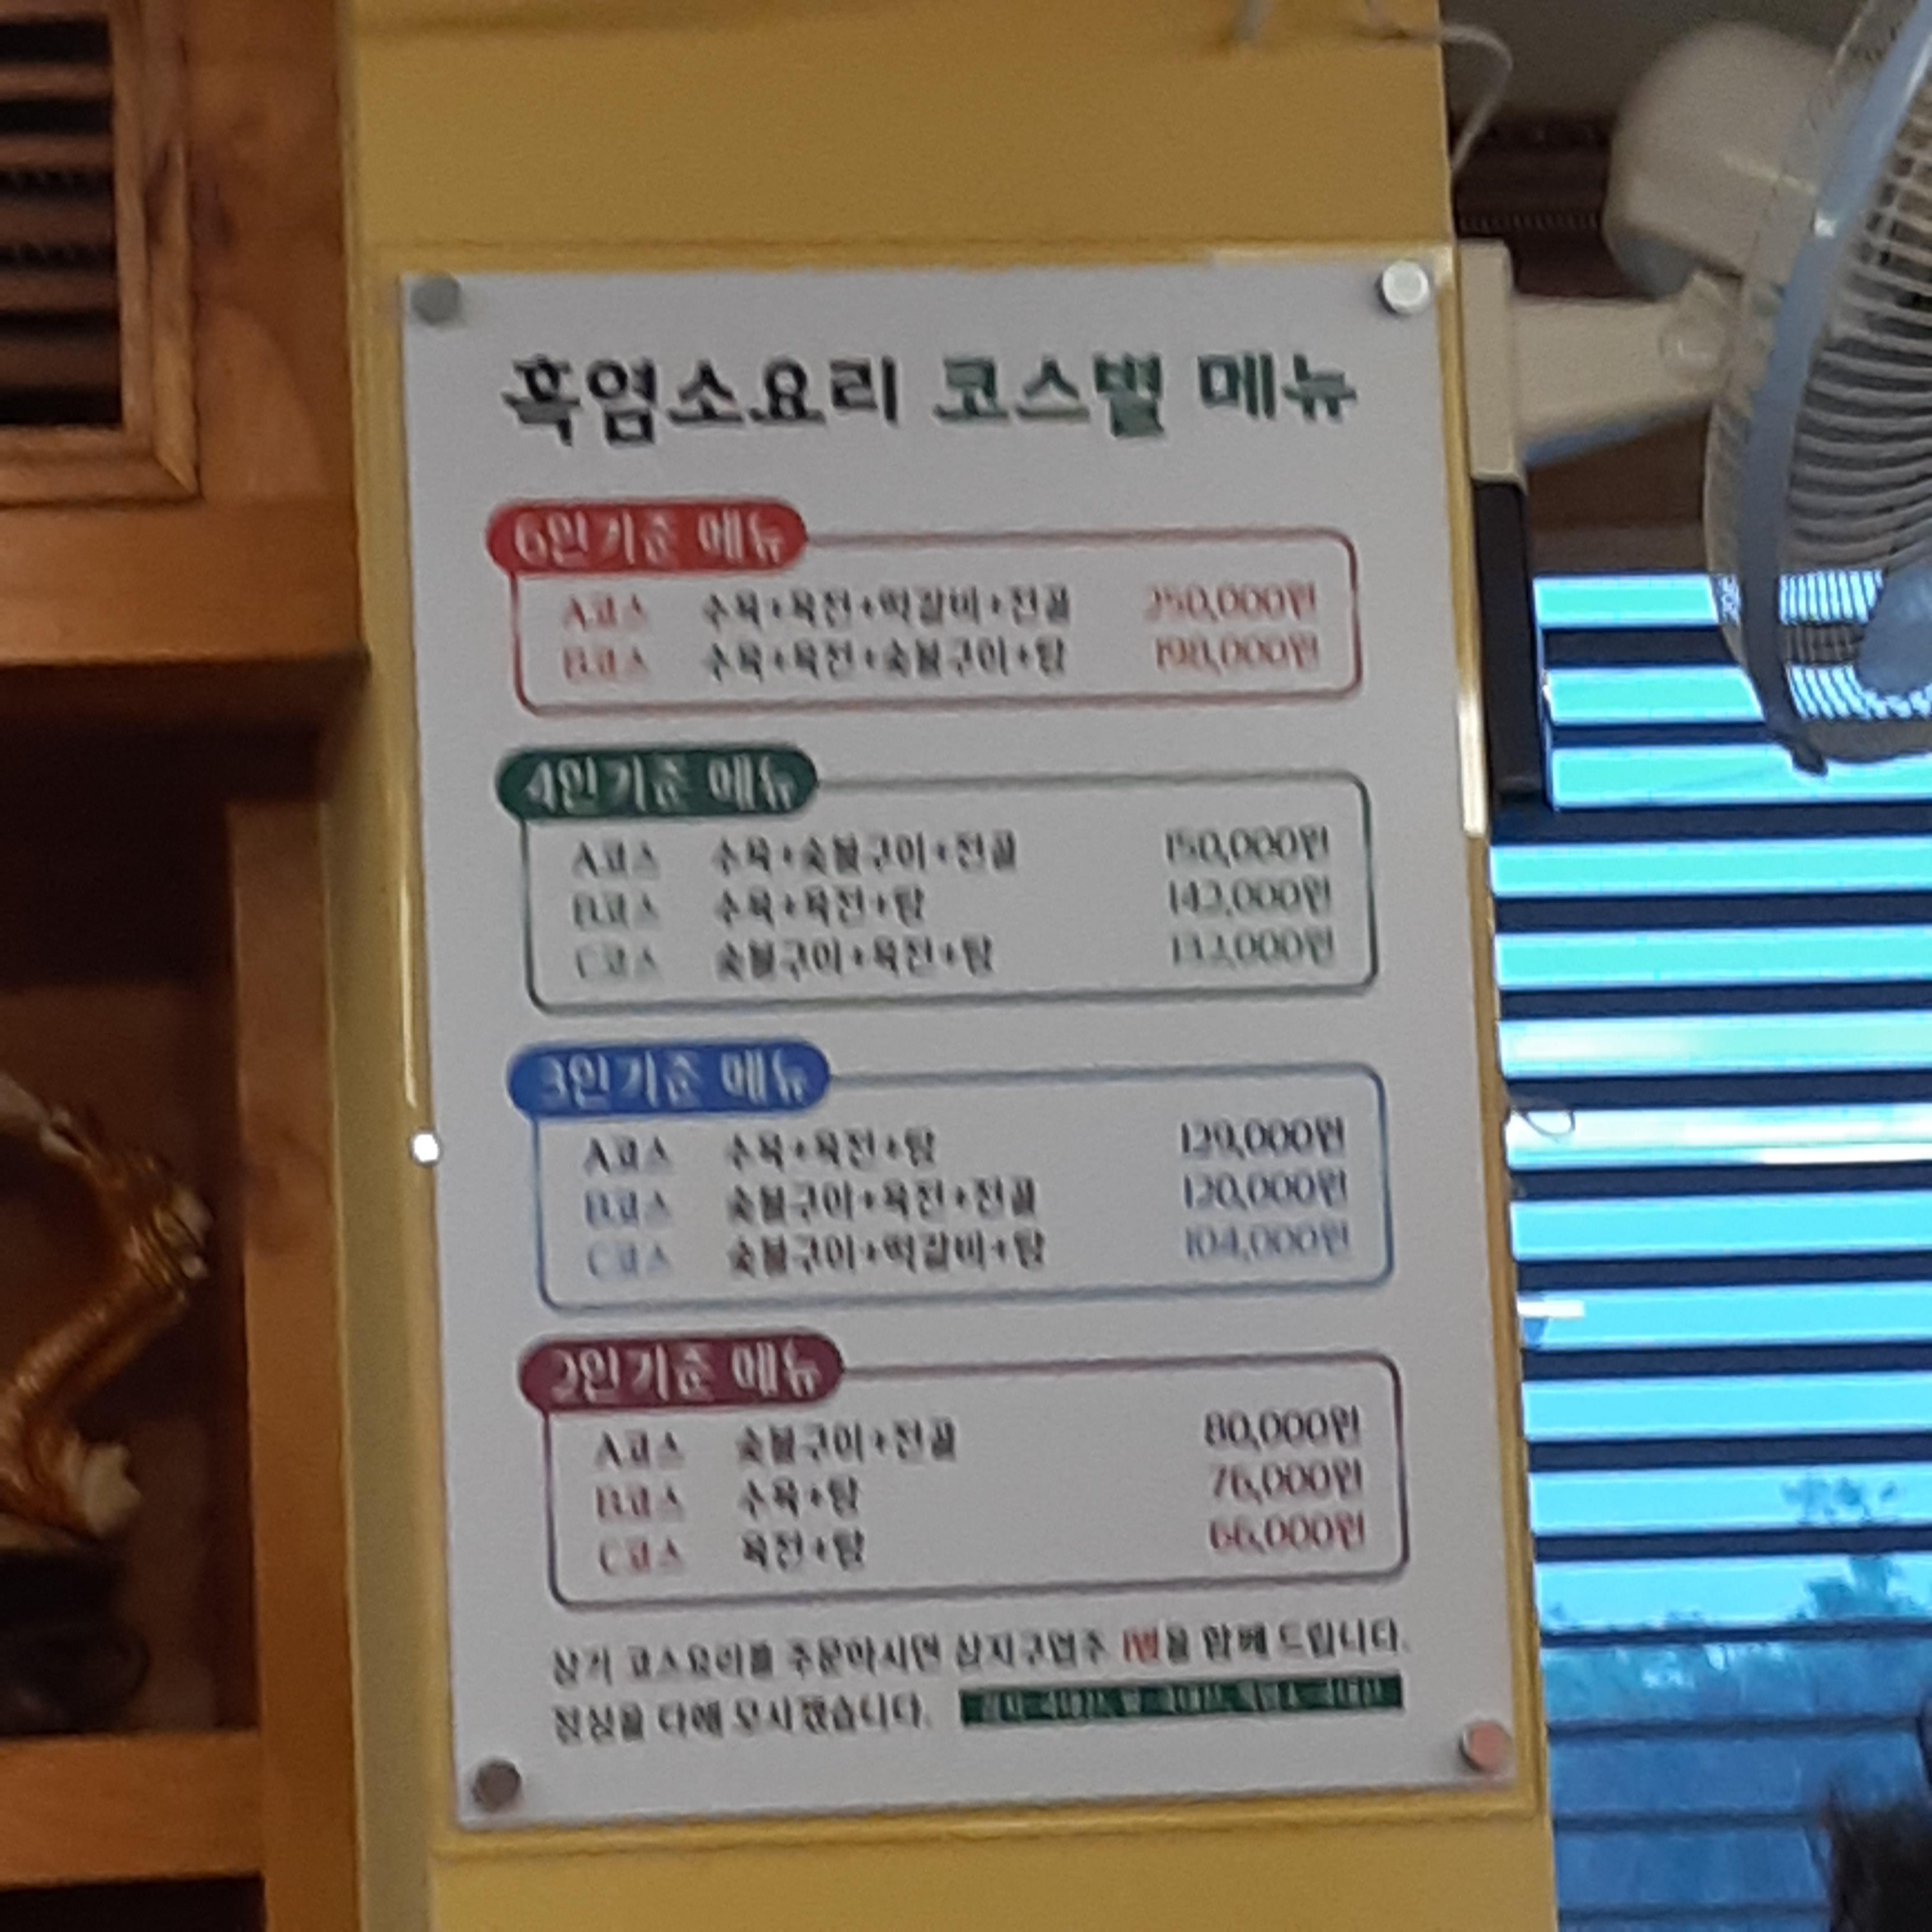 흑염소요리 코스별 메뉴
6인기준 메뉴
A코스 수육+육전+떡갈비+전골 250,000원
B코스 수육+육전+숯불구이+탕 198,000원
4인기준 메뉴
A코스 수육+숯불구이+전골 150,000원
B코스 수육+육전+탕 142,000원
C코스 숯불구이+육전+탕 132,000원
3인기준 메뉴
A코스 수육+육전+탕 129,000원
B코스 숯불구이+육전+전골 120,000원
C코스 숯불구이+떡갈비+탕 104,000원
2인기준 메뉴
A코스 숯불구이+전골 80,000원
B코스 수육+탕 76,000원
C코스 육전+탕 66,000원
상기 코스요리를 주문하시면 삼지구엽주 1병을 함께 드립니다.
정성을 다해 모시겠습니다.